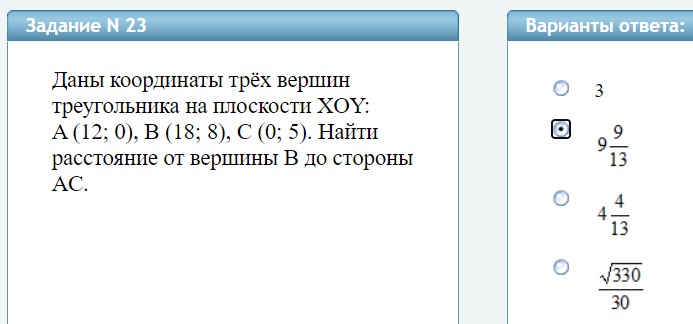 Задание N 23
Даны координаты трёх вершин
треугольника на плоскости XOY:
A (12; 0), B (18; 8), C (0; 5). Найти
расстояние от вершины B до стороны
AC.
Варианты ответа:
3
9 9/13
4 4/13
√330/30